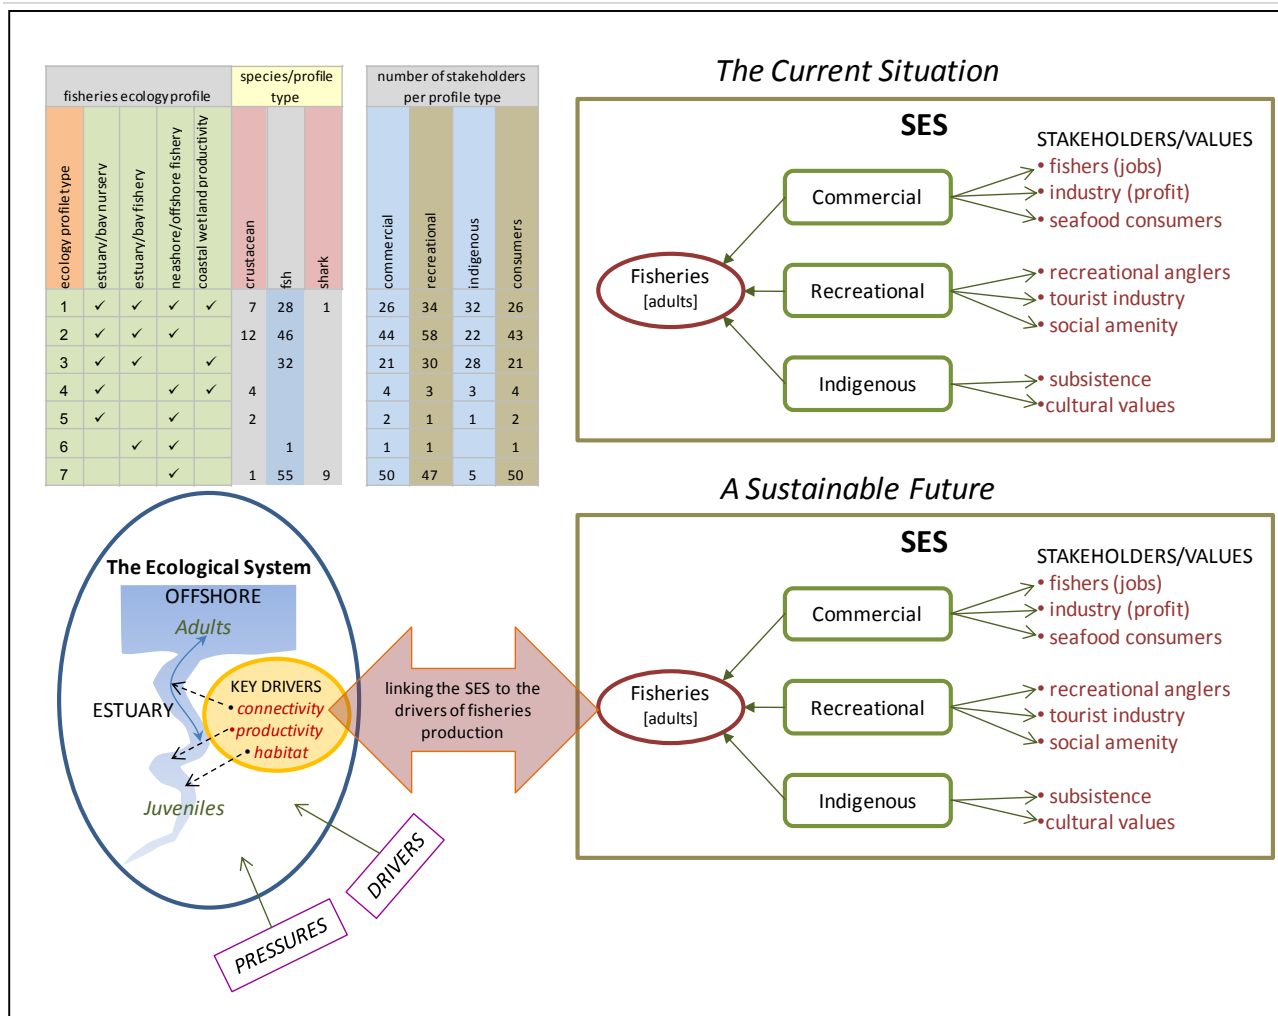 The Current Situation
fisheries ecology profile
species/profile type
number of stakeholders per profile type
ecology profile type
estuary/bay nursery
estuary/bay fishery
neashore/offshore fishery
coastal wetland productivity
crustacean
fsh
shark
commercial
recreational
indigenous
consumers
1 ✓ ✓ ✓ ✓ 7 28 1 26 34 32 26
2 ✓ ✓ ✓ 12 46 44 58 22 43
3 ✓ ✓ ✓ 32 21 30 28 21
4 ✓ ✓ ✓ 4 4 3 3 4
5 ✓ ✓ 2 2 1 1 2
6 ✓ ✓ 1 1 1 1
7 ✓ 1 55 9 50 47 5 50
SES
STAKEHOLDERS/VALUES
Commercial
• fishers (jobs)
• industry (profit)
• seafood consumers
Fisheries
[adults]
Recreational
• recreational anglers
• tourist industry
• social amenity
Indigenous
• subsistence
•cultural values
A Sustainable Future
SES
STAKEHOLDERS/VALUES
Commercial
• fishers (jobs)
• industry (profit)
• seafood consumers
Fisheries
[adults]
Recreational
• recreational anglers
• tourist industry
• social amenity
Indigenous
• subsistence
•cultural values
The Ecological System
OFFSHORE
Adults
ESTUARY
KEY DRIVERS
• connectivity
•productivity
• habitat
Juveniles
linking the SES to the
drivers of fisheries
production
DRIVERS
PRESSURES